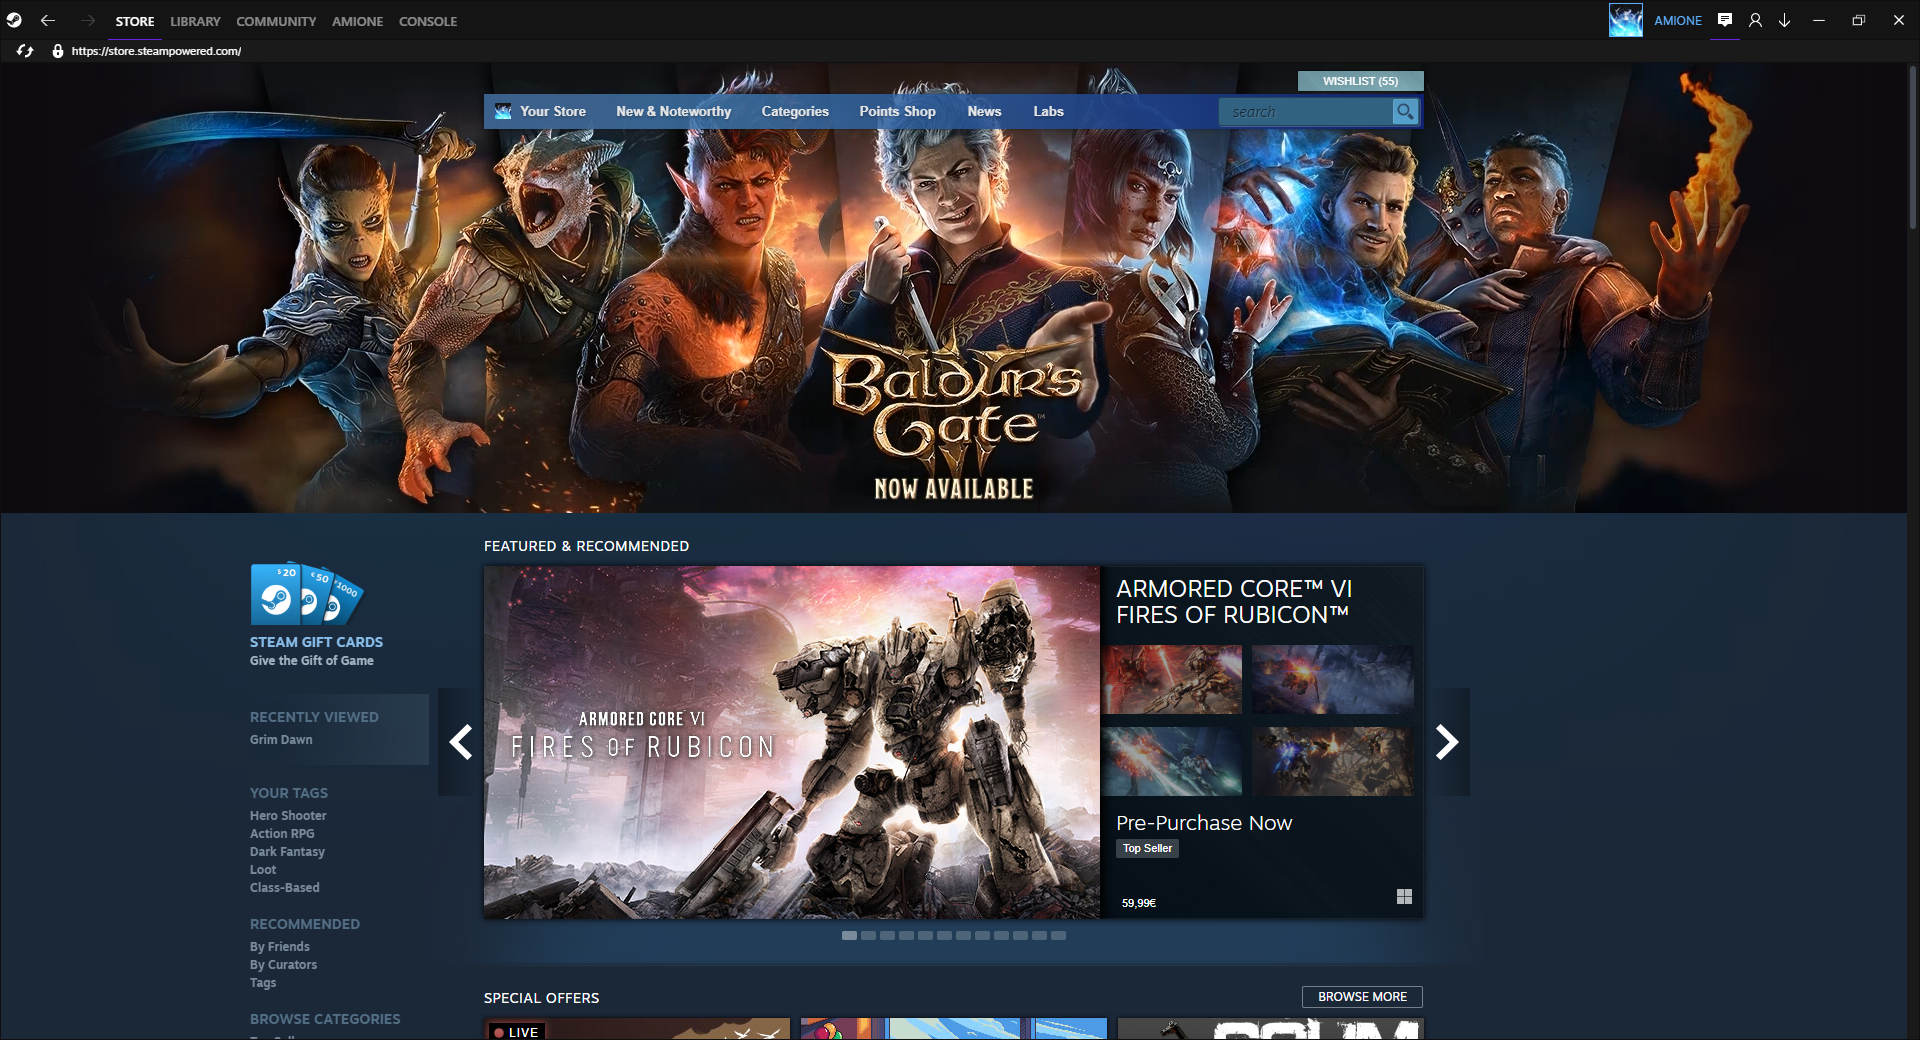 STORE LIBRARY COMMUNITY AMIONE CONSOLE
AMIONE
https://store.steampowered.com/
WISHLIST (55)
Your Store New & Noteworthy Categories Points Shop News Labs
search
BALDUR'S
GATE™
III
NOW AVAILABLE
FEATURED & RECOMMENDED
$20 €50 ¥1000
STEAM GIFT CARDS
Give the Gift of Game
RECENTLY VIEWED
Grim Dawn
YOUR TAGS
Hero Shooter
Action RPG
Dark Fantasy
Loot
Class-Based
RECOMMENDED
By Friends
By Curators
Tags
BROWSE CATEGORIES
ARMORED CORE VI
FIRES OF RUBICON
ARMORED CORE™ VI
FIRES OF RUBICON™
Pre-Purchase Now
Top Seller
59,99€
SPECIAL OFFERS
BROWSE MORE
LIVE